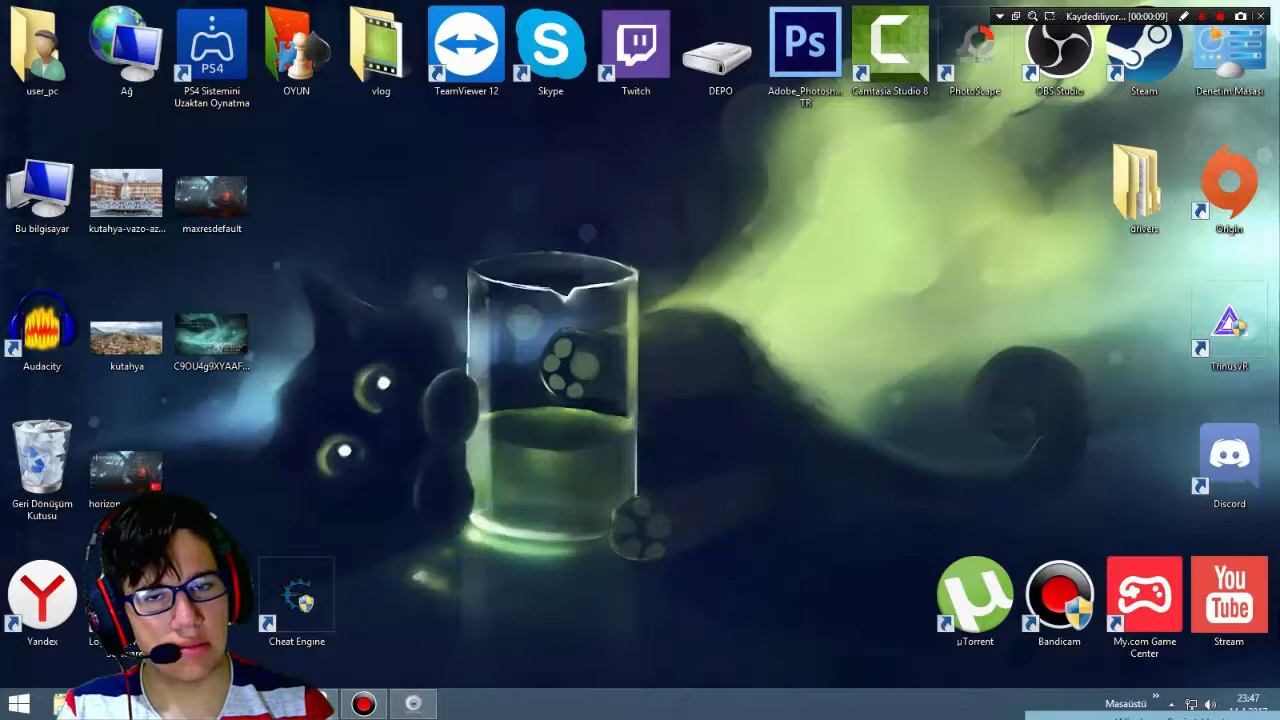 Kaydediliyor... [00:00:09]
user_pc
Ağ
PS4
PS4 Sistemini
Uzaktan Oynatma
OYUN
vlog
TeamViewer 12
Skype
Twitch
DEPO
Ps
Adobe_Photosh...
TR
Camtasia Studio 8
PhotoScape
OBS Studio
Steam
Denetim Masası
Bu bilgisayar
kutahya-vazo-az...
maxresdefault
drivers
Origin
Audacity
kutahya
C9OU4g9XYAAF...
TrinusVR
Geri Dönüşüm
Kutusu
horizon
Discord
Yandex
Cheat Engine
µTorrent
Bandicam
My.com Game
Center
You
Tube
Stream
Masaüstü
23:47